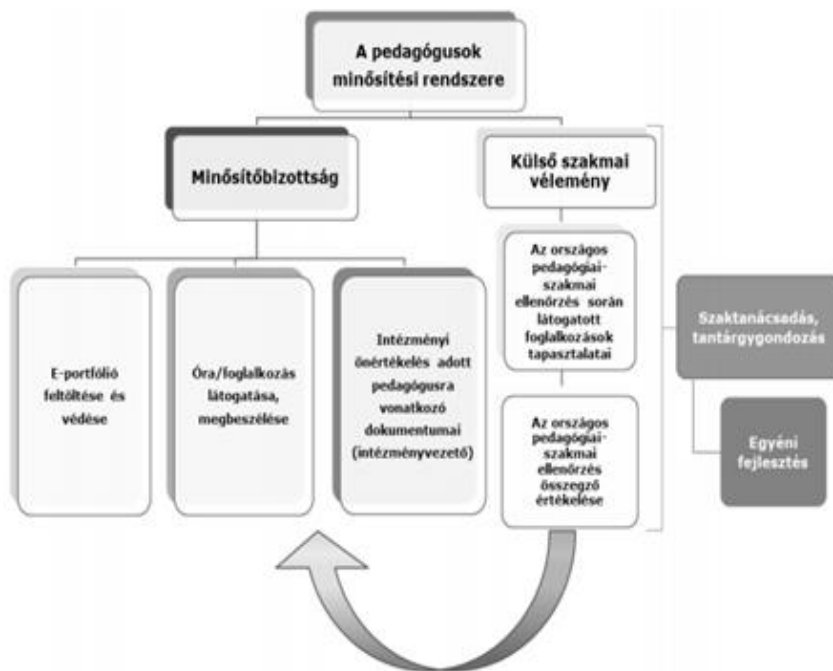 A pedagógusok
minősítési rendszere
Minősítőbizottság
Külső szakmai
vélemény
E-portfólió
feltöltése és
védése
Óra/foglalkozás
látogatása,
megbeszélése
Intézményi
önértékelés adott
pedagógusra
vonatkozó
dokumentumai
(intézményvezető)
Az országos
pedagógiai-
szakmai
ellenőrzés során
látogatott
foglalkozások
tapasztalatai
Az országos
pedagógiai-
szakmai
ellenőrzés
összegző
értékelése
Szaktanácsadás,
tantárgygondozás
Egyéni
fejlesztés